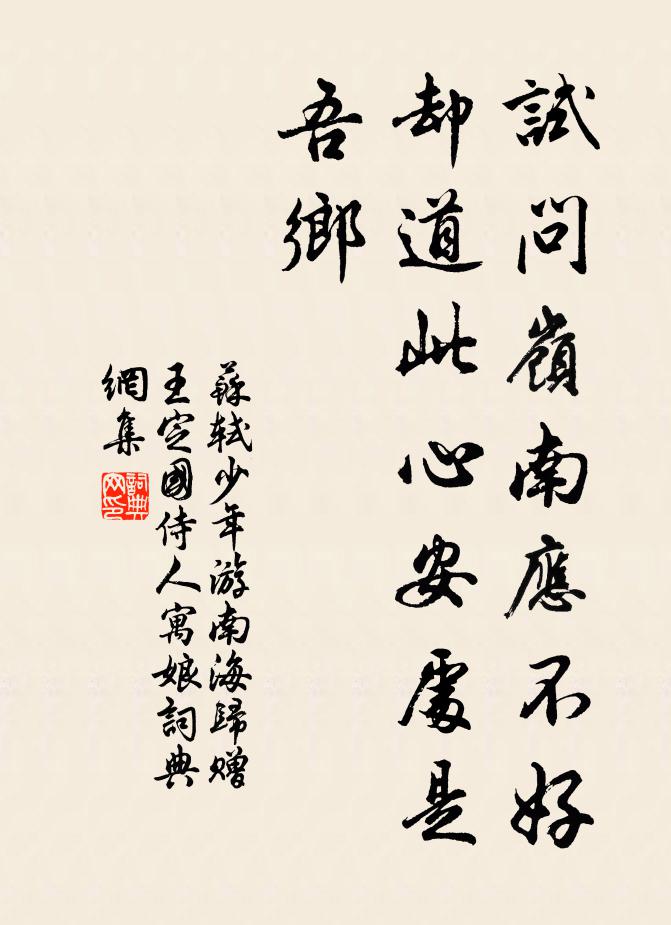 試問嶺南應不好
却道此心安處是
吾鄉
蘇軾少年游南海歸贈
王定國侍人寓娘詞典
網集
詞典網印